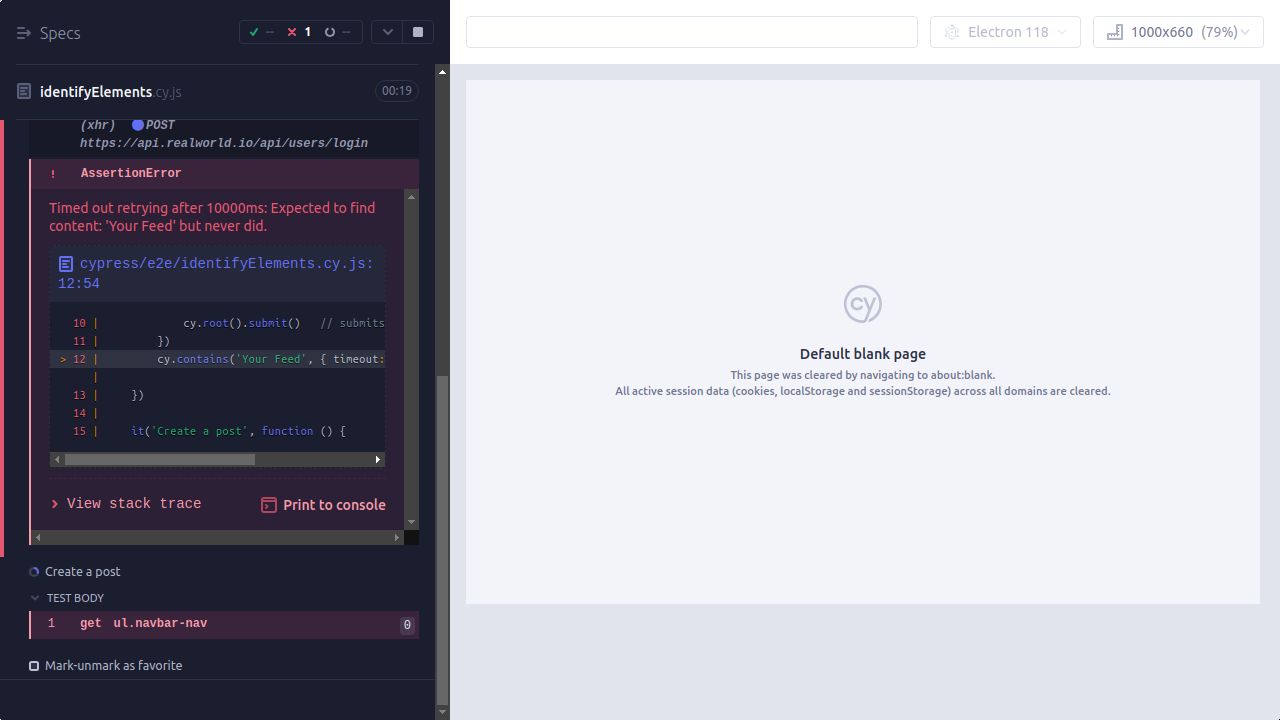 Specs
--
1
--
Electron 118
1000x660 (79%)
identifyElements.cy.js
00:19
(xhr) POST
https://api.realworld.io/api/users/login
! AssertionError
Timed out retrying after 10000ms: Expected to find
content: 'Your Feed' but never did.
cypress/e2e/identifyElements.cy.js:
12:54
10 | cy.root().submit() // submits
11 | })
> 12 | cy.contains('Your Feed', { timeout:
|
13 | })
14 |
15 | it('Create a post', function () {
> View stack trace
Print to console
Create a post
TEST BODY
1 get ul.navbar-nav 0
Mark-unmark as favorite
cy
Default blank page
This page was cleared by navigating to about:blank.
All active session data (cookies, localStorage and sessionStorage) across all domains are cleared.